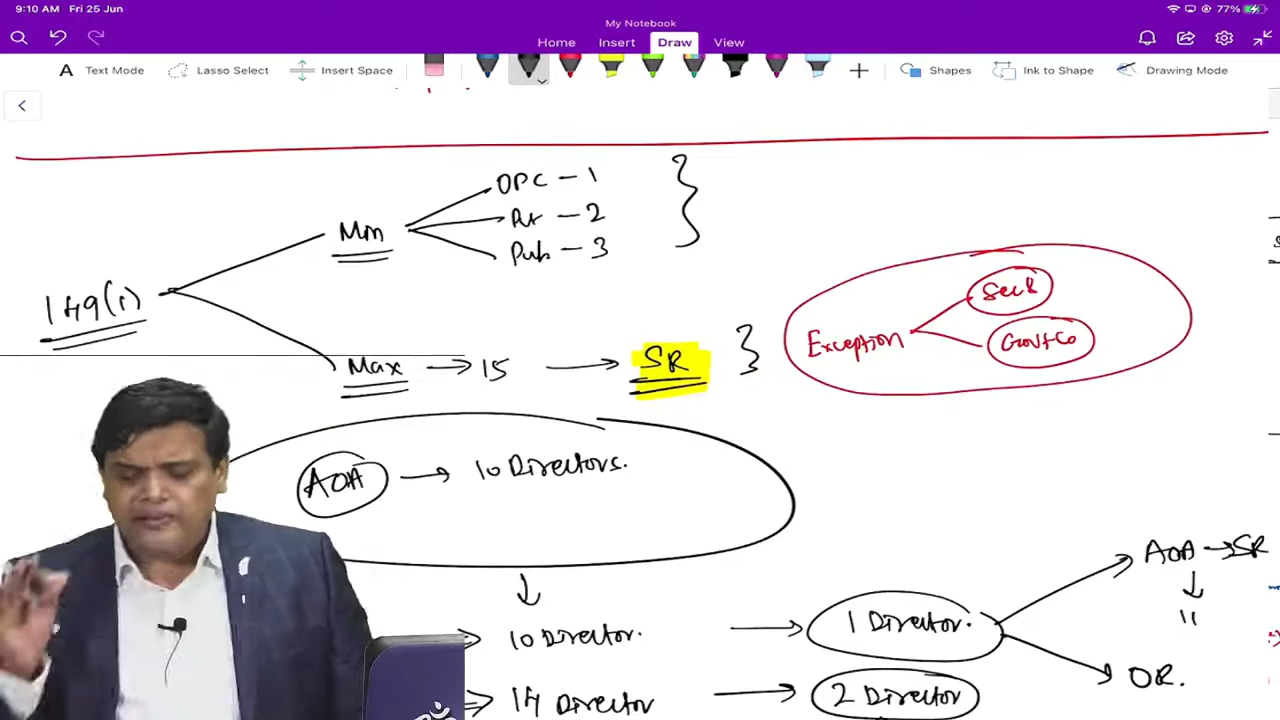 9:10 AM Fri 25 Jun
77%
My Notebook
Home Insert Draw View
A Text Mode Lasso Select Insert Space + Shapes Ink to Shape Drawing Mode
OPC - 1
Min Pvt - 2
Pub - 3
149(1)
Exception Sec 8
Govt Co
Max → 15 → SR
AOA → 10 Directors.
AOA → SR
↓
11
10 Director. → 1 Director.
OR.
14 Director → 2 Director